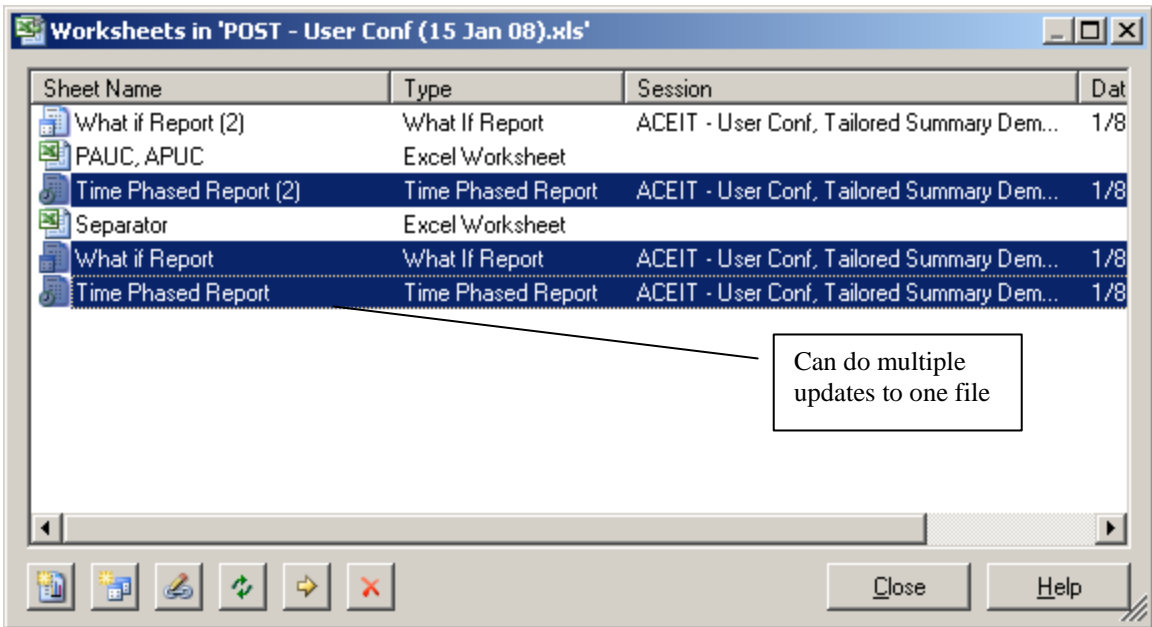 Worksheets in 'POST - User Conf (15 Jan 08).xls'
Sheet Name Type Session Dat
What if Report (2) What If Report ACEIT - User Conf, Tailored Summary Dem... 1/8
PAUC, APUC Excel Worksheet
Time Phased Report (2) Time Phased Report ACEIT - User Conf, Tailored Summary Dem... 1/8
Separator Excel Worksheet
What if Report What If Report ACEIT - User Conf, Tailored Summary Dem... 1/8
Time Phased Report Time Phased Report ACEIT - User Conf, Tailored Summary Dem... 1/8
Can do multiple
updates to one file
Close Help